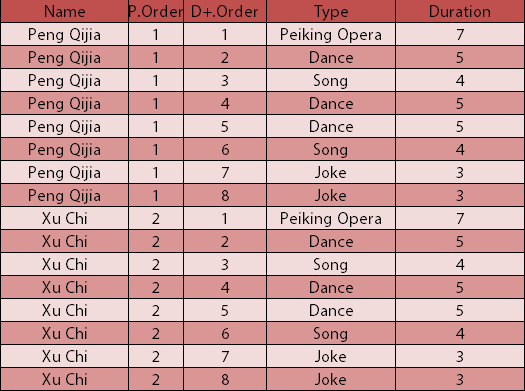 Name P.Order D+.Order Type Duration
Peng Qijia 1 1 Peiking Opera 7
Peng Qijia 1 2 Dance 5
Peng Qijia 1 3 Song 4
Peng Qijia 1 4 Dance 5
Peng Qijia 1 5 Dance 5
Peng Qijia 1 6 Song 4
Peng Qijia 1 7 Joke 3
Peng Qijia 1 8 Joke 3
Xu Chi 2 1 Peiking Opera 7
Xu Chi 2 2 Dance 5
Xu Chi 2 3 Song 4
Xu Chi 2 4 Dance 5
Xu Chi 2 5 Dance 5
Xu Chi 2 6 Song 4
Xu Chi 2 7 Joke 3
Xu Chi 2 8 Joke 3